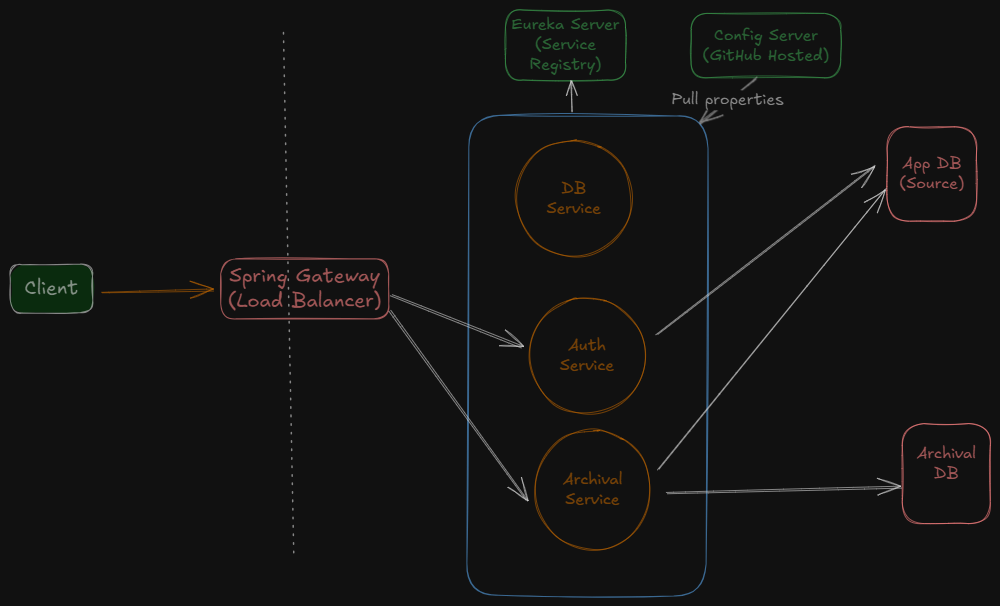 Eureka Server
(Service
Registry)
Config Server
(GitHub Hosted)
Pull properties
DB
Service
App DB
(Source)
Client
Spring Gateway
(Load Balancer)
Auth
Service
Archival
Service
Archival
DB